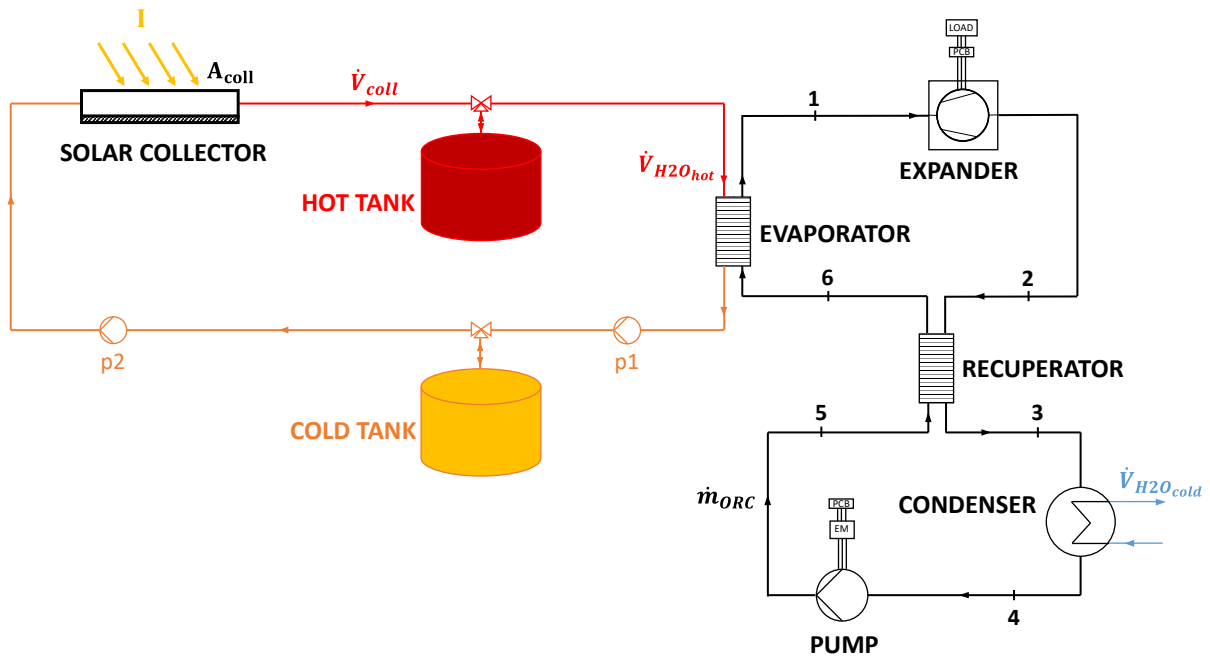 I
A_coll
SOLAR COLLECTOR
V̇_coll
HOT TANK
V̇_H2O_hot
LOAD
PCB
1
EXPANDER
EVAPORATOR
6
2
p2
p1
RECUPERATOR
COLD TANK
5
3
ṁ_ORC
PCB
EM
CONDENSER
V̇_H2O_cold
4
PUMP